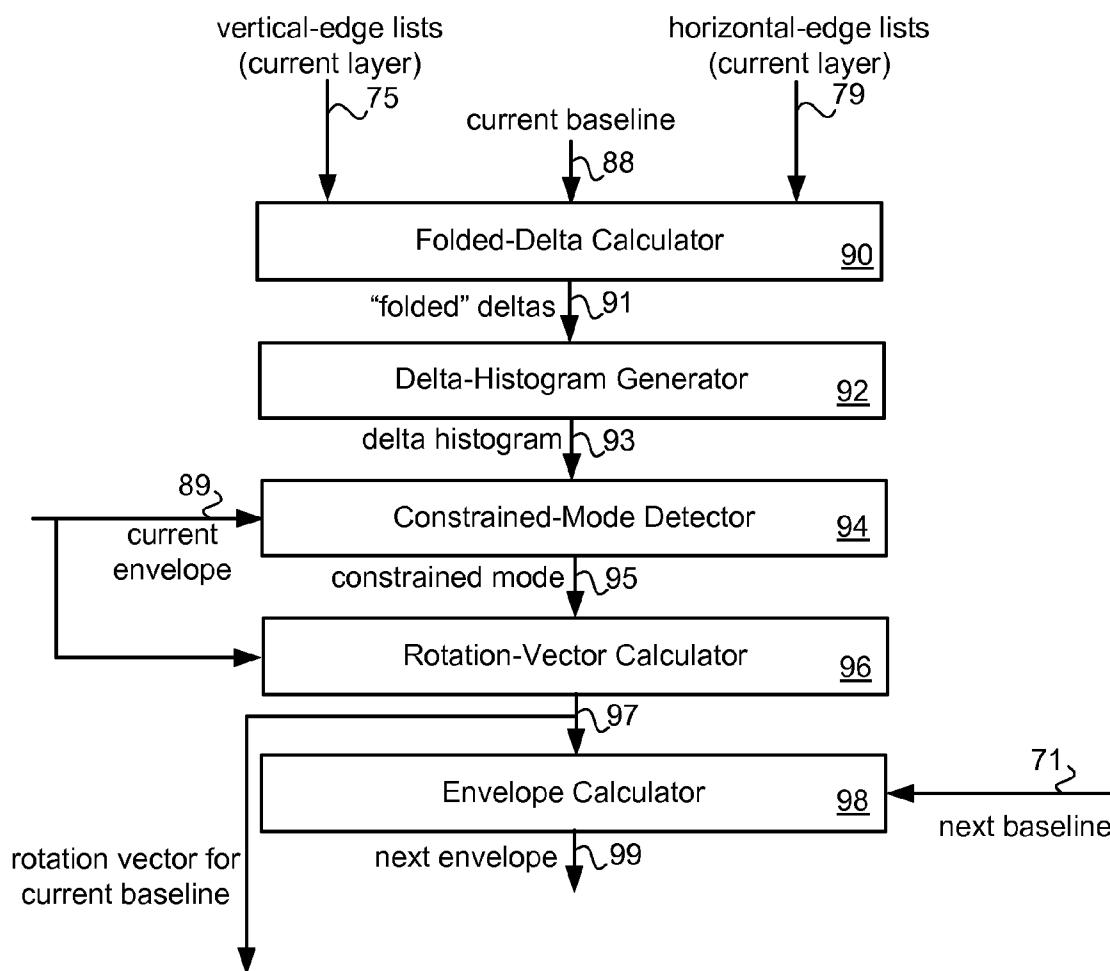 vertical-edge lists
(current layer)
horizontal-edge lists
(current layer)
75
79
current baseline
88
Folded-Delta Calculator
90
“folded” deltas
91
Delta-Histogram Generator
92
delta histogram
93
89
current
envelope
Constrained-Mode Detector
94
constrained mode
95
Rotation-Vector Calculator
96
97
Envelope Calculator
98
71
next baseline
rotation vector for
current baseline
next envelope
99